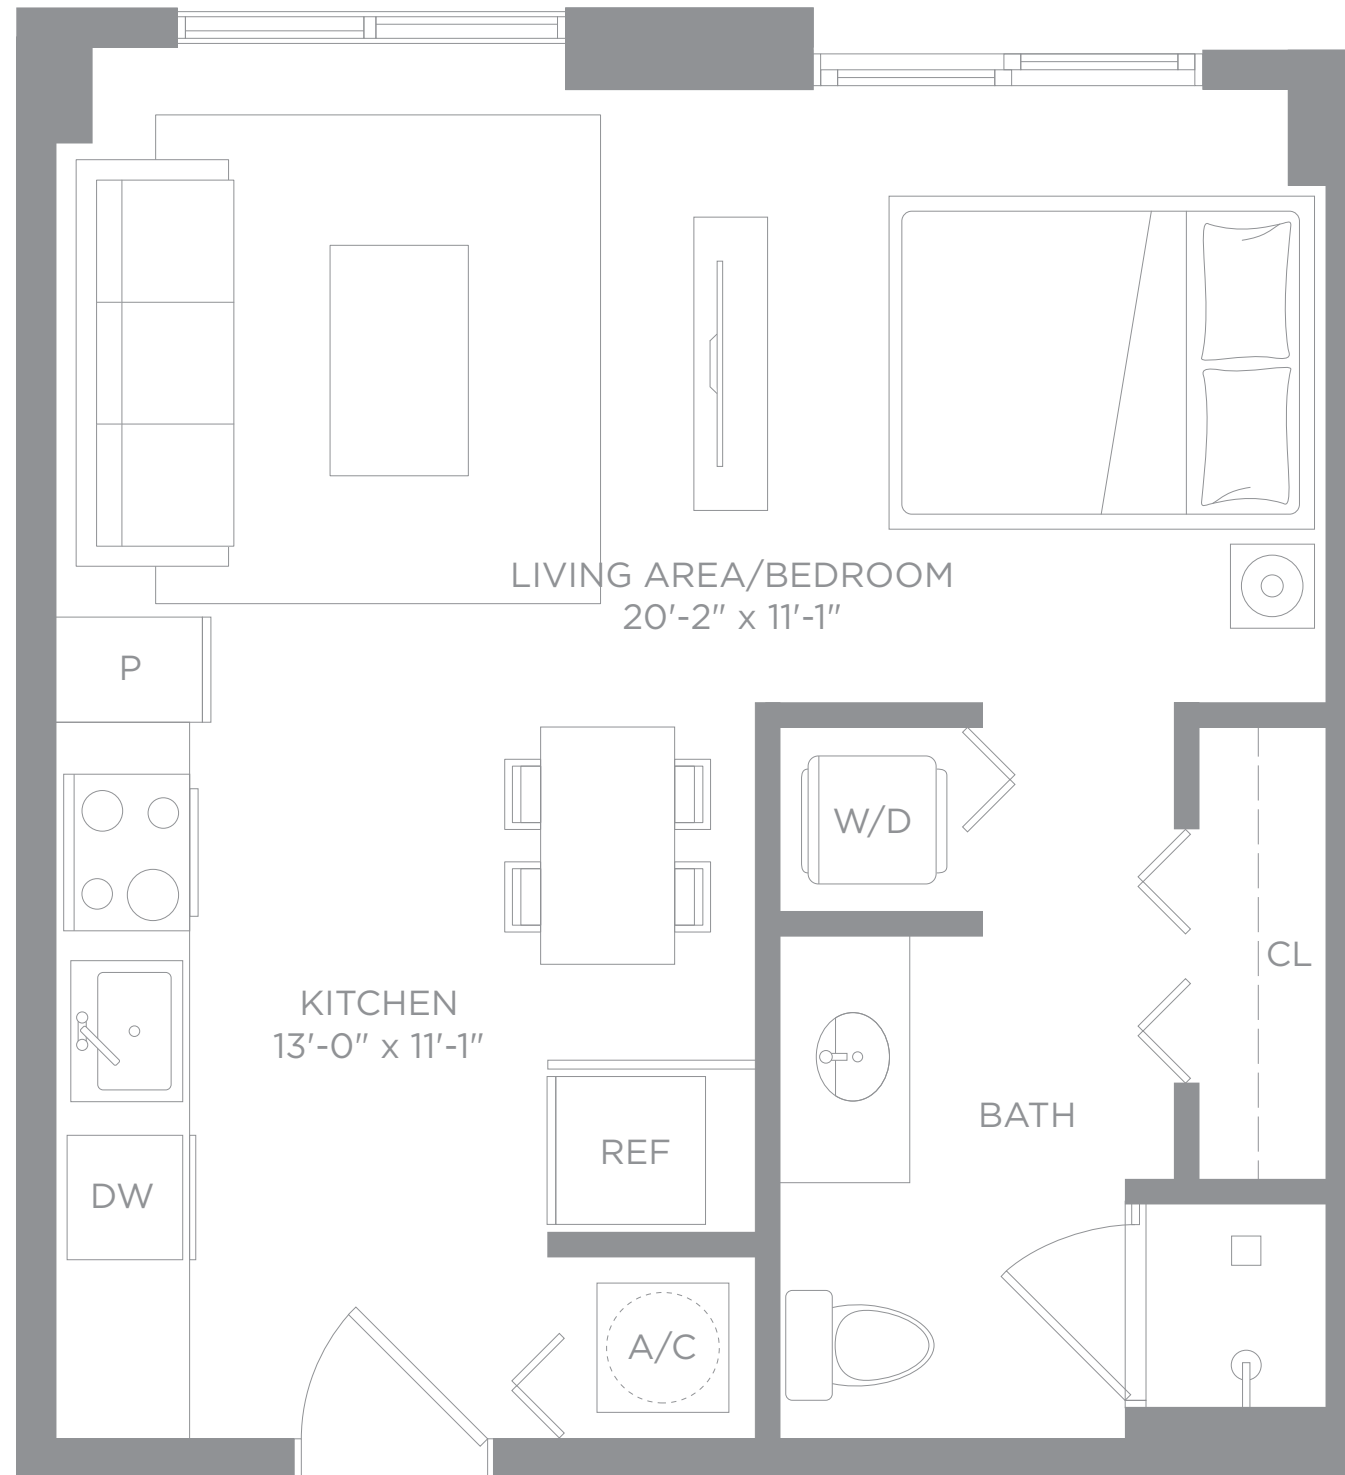 LIVING AREA/BEDROOM
20'-2" x 11'-1"
P
W/D
CL
KITCHEN
13'-0" x 11'-1"
BATH
REF
DW
A/C